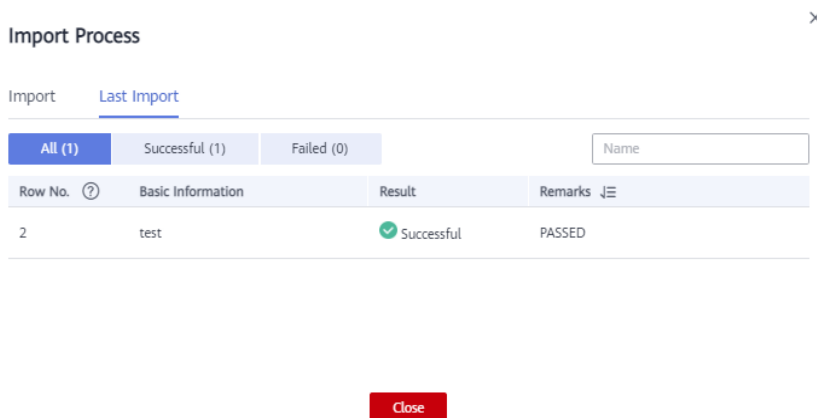 Import Process
Import Last Import
All (1) Successful (1) Failed (0) Name
Row No. ? Basic Information Result Remarks
2 test Successful PASSED
Close